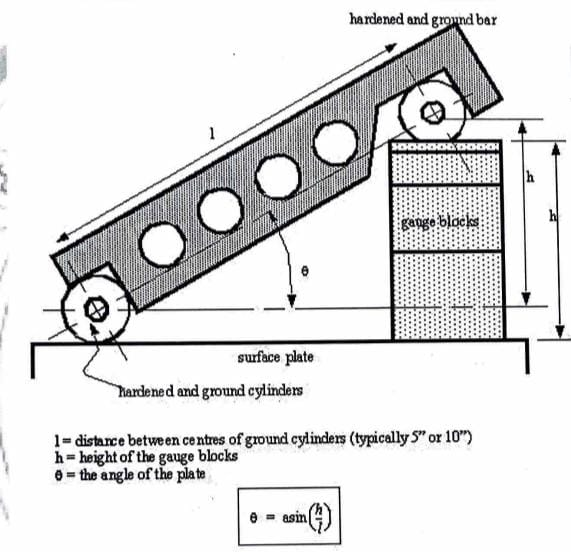 hardened and ground bar
l
h
h
gauge blocks
θ
surface plate
hardened and ground cylinders
l = distance between centres of ground cylinders (typically 5” or 10”)
h = height of the gauge blocks
θ = the angle of the plate
θ = asin(h/l)